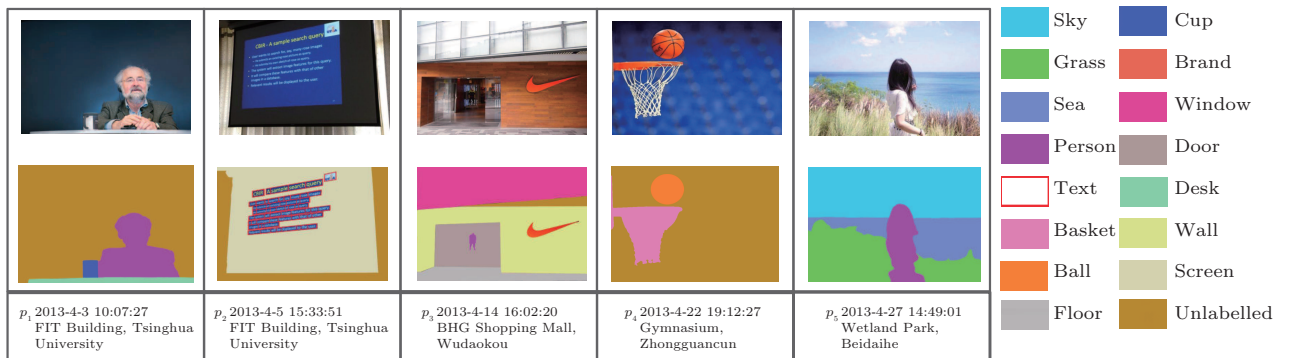 CBIR - A sample search query
CBIR A sample search query
Sky
Cup
Grass
Brand
Sea
Window
Person
Door
Text
Desk
Basket
Wall
Ball
Screen
Floor
Unlabelled
p1 2013-4-3 10:07:27
FIT Building, Tsinghua
University
p2 2013-4-5 15:33:51
FIT Building, Tsinghua
University
p3 2013-4-14 16:02:20
BHG Shopping Mall,
Wudaokou
p4 2013-4-22 19:12:27
Gymnasium,
Zhongguancun
p5 2013-4-27 14:49:01
Wetland Park,
Beidaihe